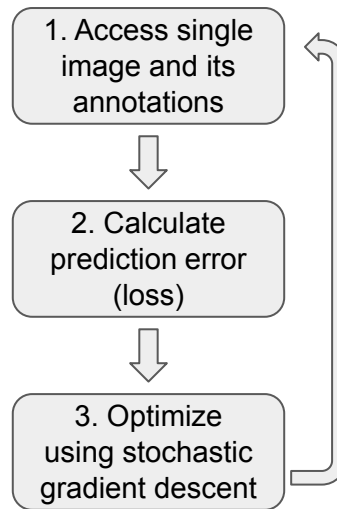 1. Access single
image and its
annotations
2. Calculate
prediction error
(loss)
3. Optimize
using stochastic
gradient descent